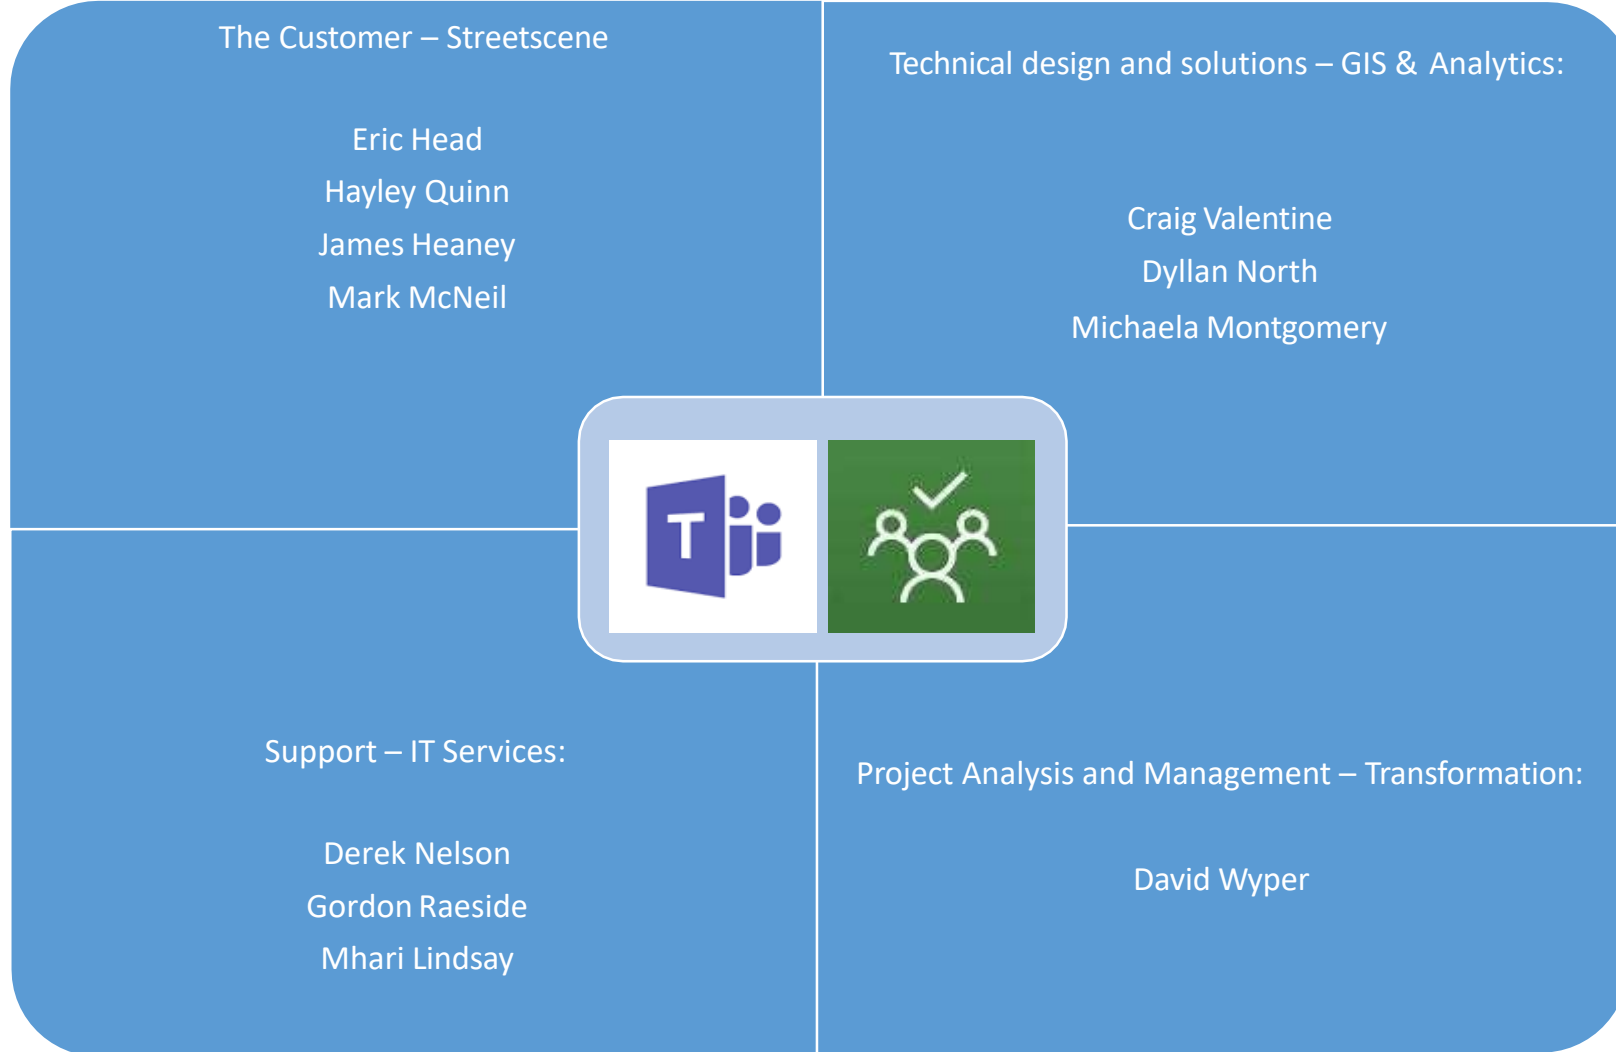 The Customer – Streetscene
Eric Head
Hayley Quinn
James Heaney
Mark McNeil
Technical design and solutions – GIS & Analytics:
Craig Valentine
Dyllan North
Michaela Montgomery
T
Support – IT Services:
Derek Nelson
Gordon Raeside
Mhari Lindsay
Project Analysis and Management – Transformation:
David Wyper